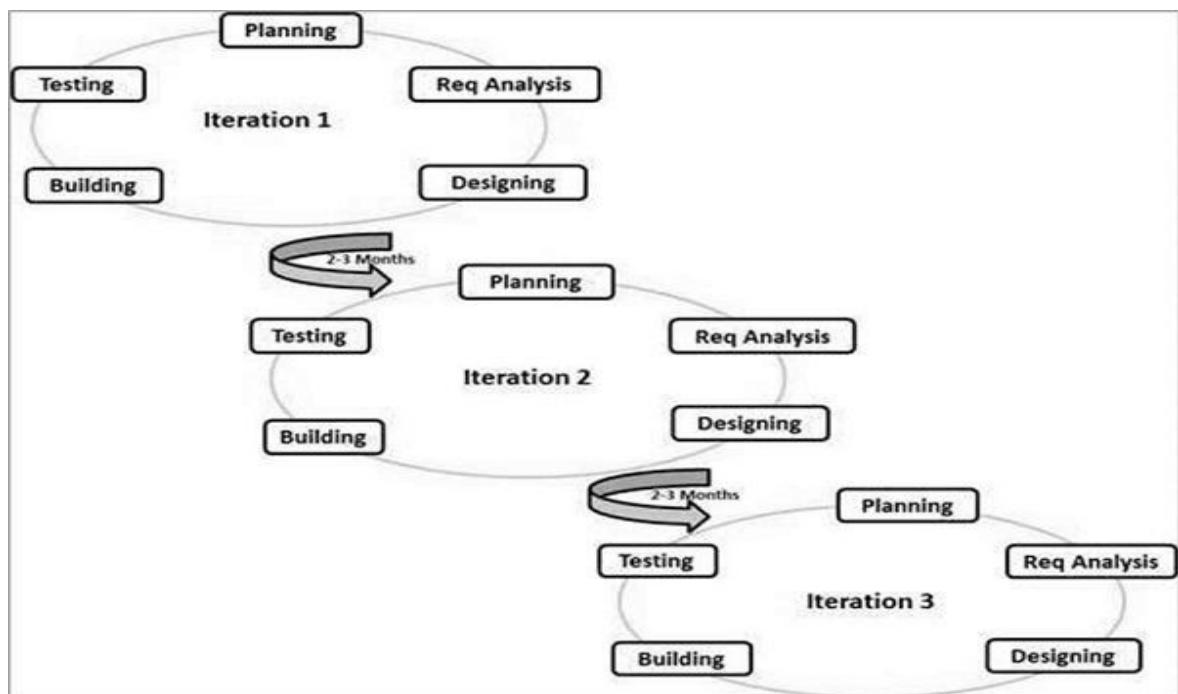 Planning
Testing
Req Analysis
Iteration 1
Building
Designing
2-3 Months
Planning
Testing
Req Analysis
Iteration 2
Building
Designing
2-3 Months
Planning
Testing
Req Analysis
Iteration 3
Building
Designing